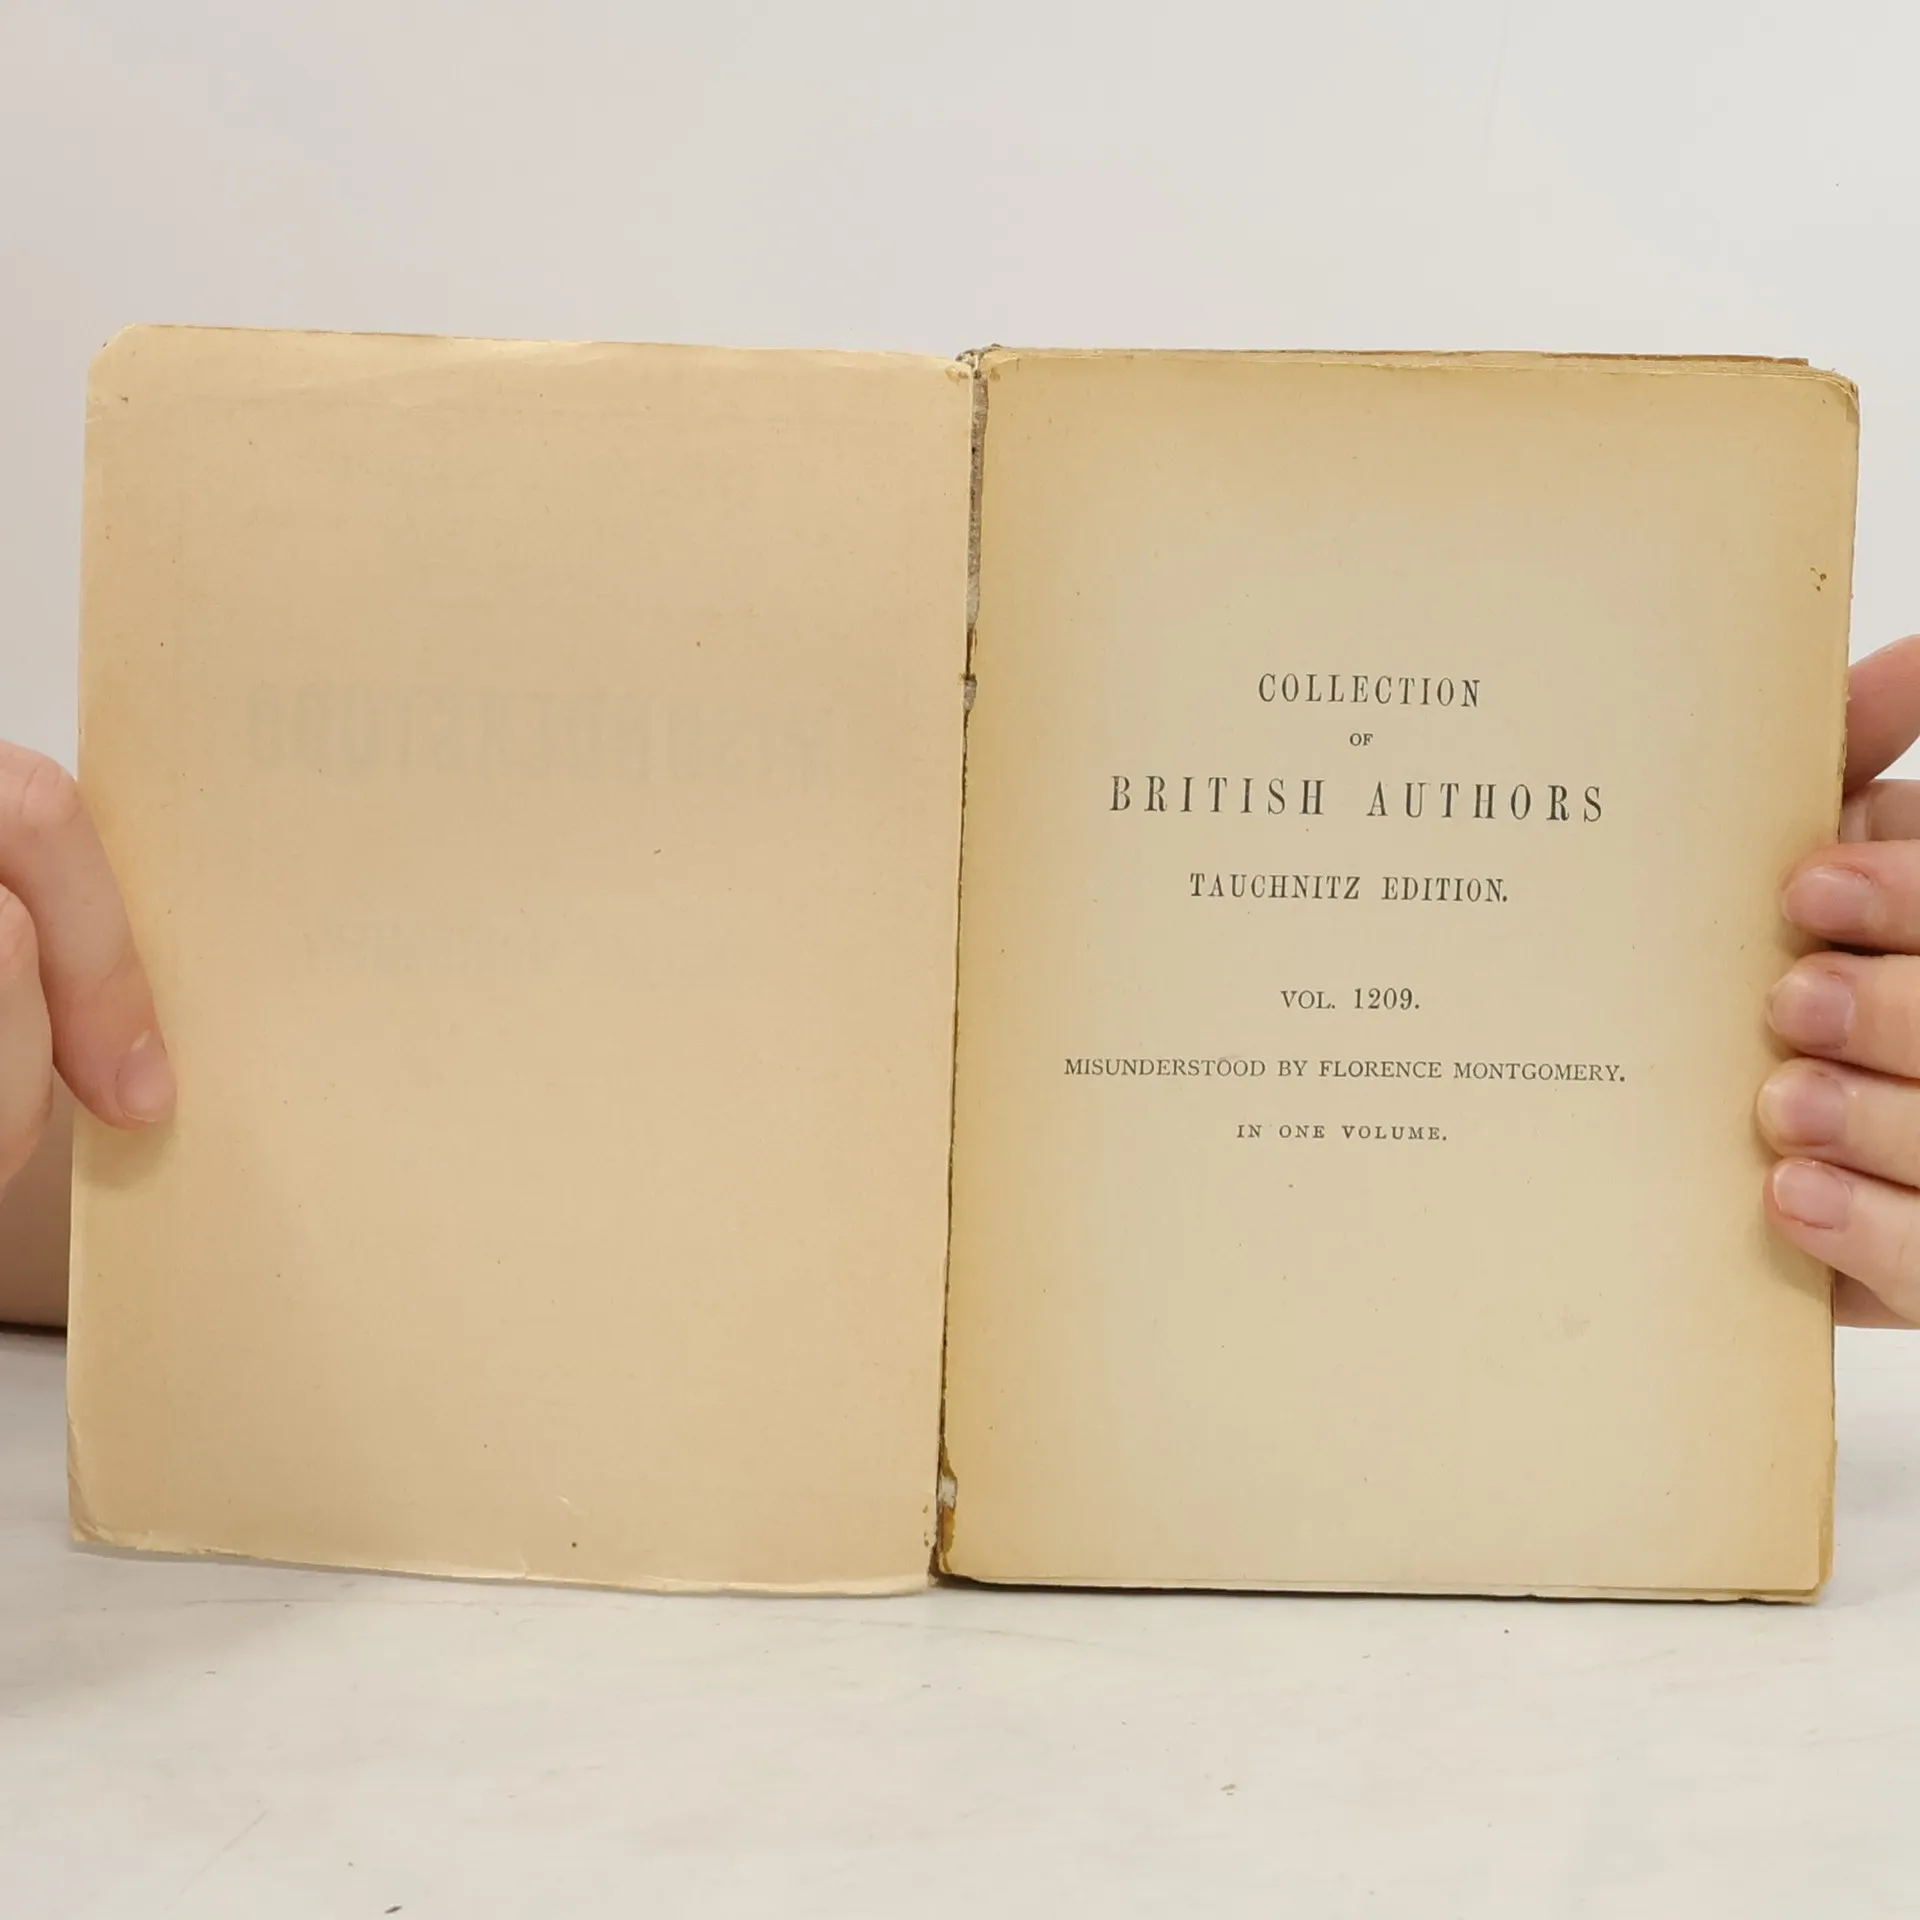 COLLECTION
OF
BRITISH AUTHORS
TAUCHNITZ EDITION.
VOL. 1209.
MISUNDERSTOOD BY FLORENCE MONTGOMERY.
IN ONE VOLUME.